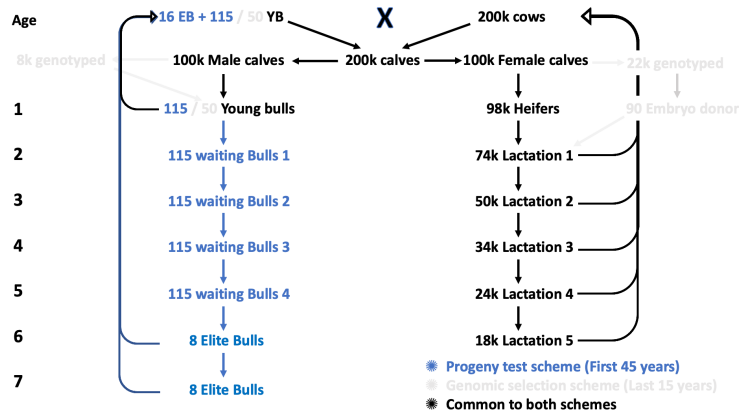 Age 16 EB + 115 / 50 YB X 200k cows
8k genotyped 100k Male calves 200k calves 100k Female calves 22k genotyped
1 115 / 50 Young bulls 98k Heifers 90 Embryo donor
2 115 waiting Bulls 1 74k Lactation 1
3 115 waiting Bulls 2 50k Lactation 2
4 115 waiting Bulls 3 34k Lactation 3
5 115 waiting Bulls 4 24k Lactation 4
6 8 Elite Bulls 18k Lactation 5
7 8 Elite Bulls
Progeny test scheme (First 45 years)
Genomic selection scheme (Last 15 years)
Common to both schemes